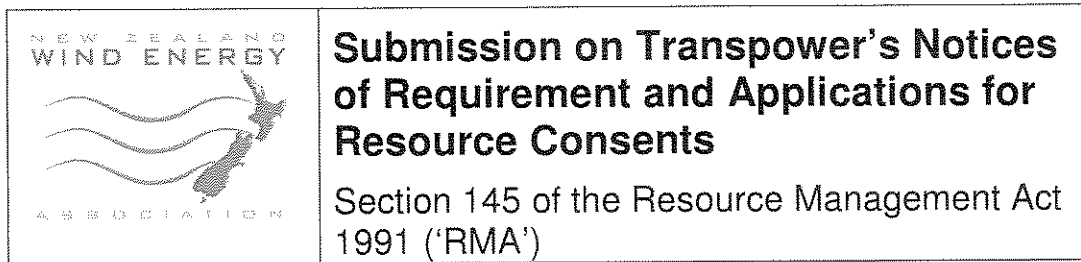 NEW ZEALAND
WIND ENERGY
ASSOCIATION
Submission on Transpower's Notices
of Requirement and Applications for
Resource Consents
Section 145 of the Resource Management Act
1991 ('RMA')